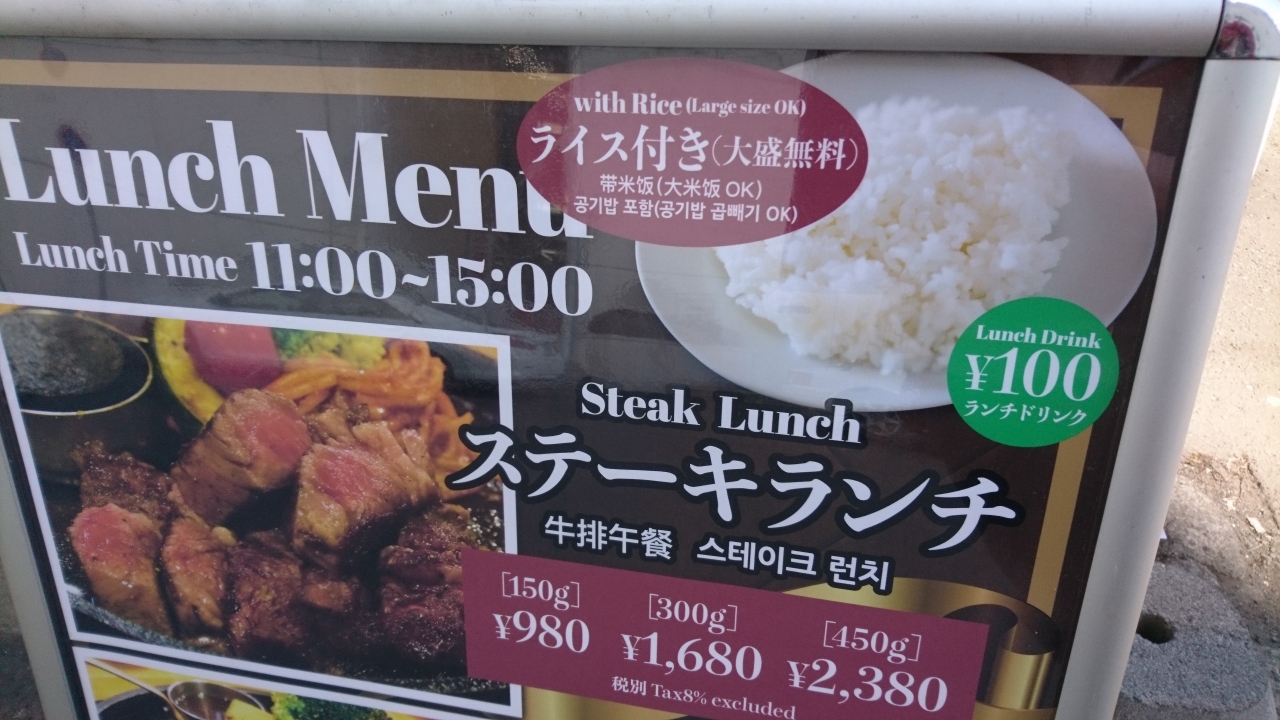 Lunch Menu
Lunch Time 11:00~15:00
with Rice (Large size OK)
ライス付き(大盛無料)
带米饭(大米饭 OK)
공기밥 포함(공기밥 곱빼기 OK)
Lunch Drink
¥100
ランチドリンク
Steak Lunch
ステーキランチ
牛排午餐 스테이크 런치
[150g] [300g] [450g]
¥980 ¥1,680 ¥2,380
税別 Tax8% excluded